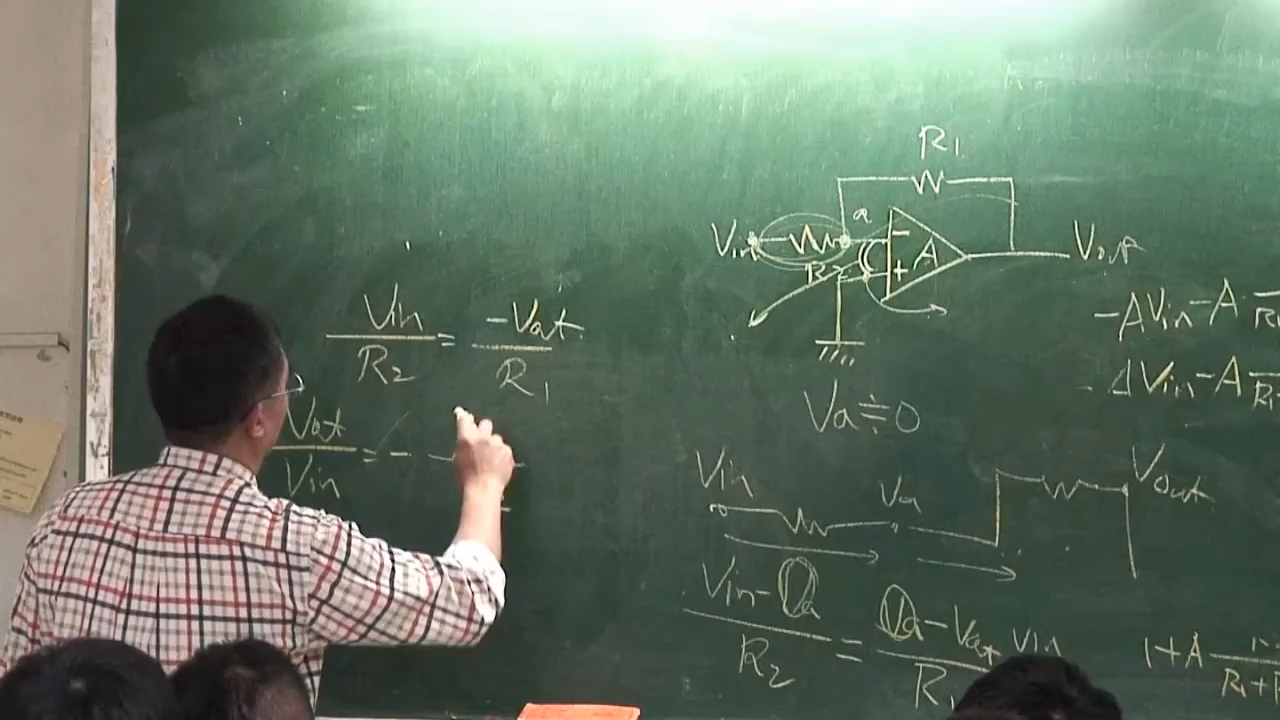 R1
Vin
a
-
A
+
R2
Vout
Vin/R2 = -Vout/R1
Vout/Vin = -
Va≒0
-AVin-A
AVin-A
Vin
Va
Vout
Vin-Va/R2 = Va-Vout/R1
Vin
1+A
R1+